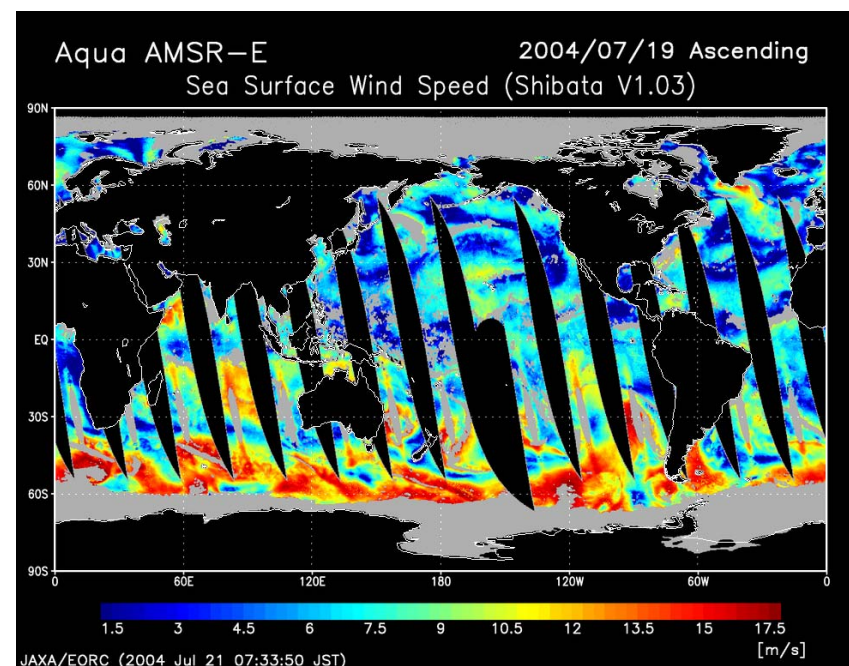 Aqua AMSR-E 2004/07/19 Ascending
Sea Surface Wind Speed (Shibata V1.03)
90N
60N
30N
EQ
30S
60S
90S
0 60E 120E 180 120W 60W 0
1.5 3 4.5 6 7.5 9 10.5 12 13.5 15 17.5
[m/s]
JAXA/EORC (2004 Jul 21 07:33:50 JST)